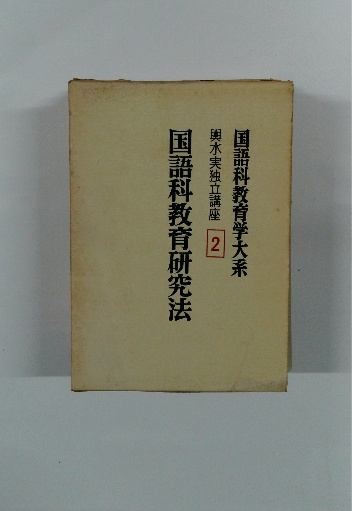 国語科教育学大系
輿水実独立講座
2
国語科教育研究法